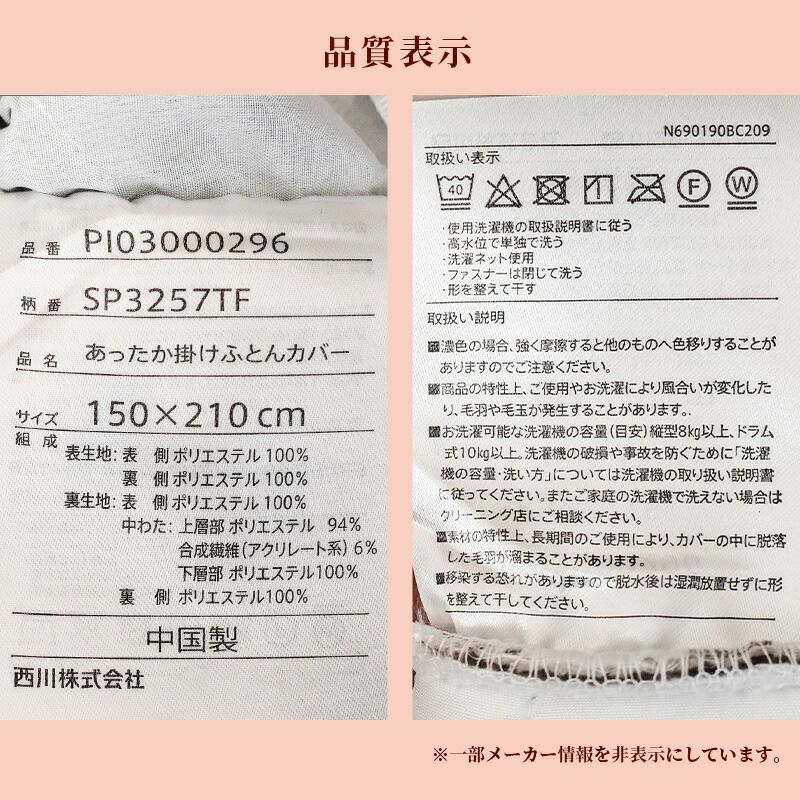 品質表示
品番 PI03000296
柄番 SP3257TF
品名 あったか掛けふとんカバー
サイズ 150×210cm
組成
表生地: 表 側 ポリエステル 100%
裏 側 ポリエステル 100%
裏生地: 表 側 ポリエステル 100%
中わた: 上層部 ポリエステル 94%
合成繊維(アクリレート系) 6%
下層部 ポリエステル100%
裏 側 ポリエステル100%
中国製
西川株式会社
N690190BC209
取扱い表示
40 F W
・使用洗濯機の取扱説明書に従う
・高水位で単独で洗う
・洗濯ネット使用
・ファスナーは閉じて洗う
・形を整えて干す
取扱い説明
濃色の場合、強く摩擦すると他のものへ色移りすることが
ありますのでご注意ください。
商品の特性上、ご使用やお洗濯により風合いが変化した
り、毛羽や毛玉が発生することがあります。
お洗濯可能な洗濯機の容量(目安)縦型8kg以上、ドラム
式10kg以上。洗濯機の破損や事故を防ぐために「洗濯
機の容量・洗い方」については洗濯機の取り扱い説明書
に従ってください。またご家庭の洗濯機で洗えない場合は
クリーニング店にご相談ください。
素材の特性上、長期間のご使用により、カバーの中に脱落
した毛羽が溜まることがあります。
移染する恐れがありますので脱水後は湿潤放置せずに形
を整えて干してください。
※一部メーカー情報を非表示にしています。